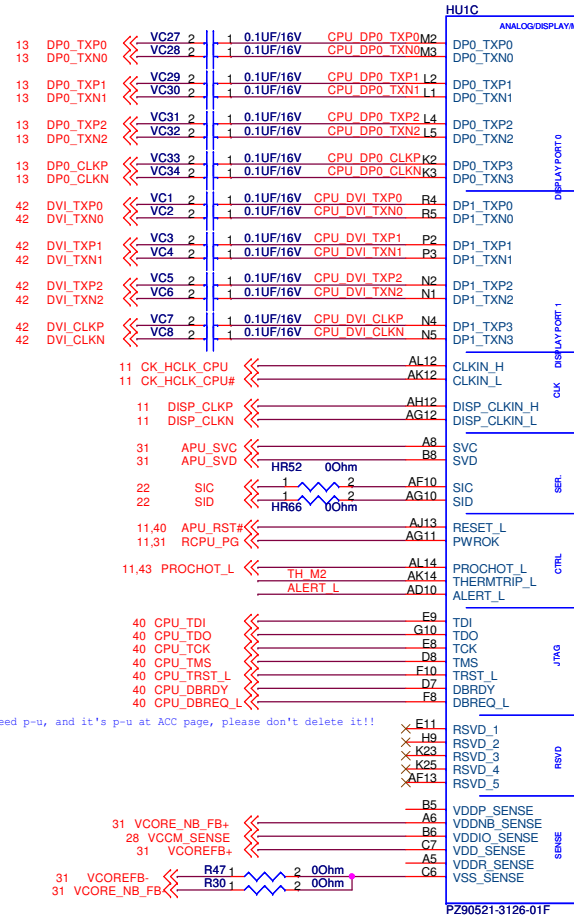 HU1C
ANALOG/DISPLAY/
13 DP0_TXP0 VC27 2 1 0.1UF/16V CPU_DP0_TXP0 M2 DP0_TXP0
13 DP0_TXN0 VC28 2 1 0.1UF/16V CPU_DP0_TXN0 M3 DP0_TXN0
13 DP0_TXP1 VC29 2 1 0.1UF/16V CPU_DP0_TXP1 L2 DP0_TXP1
13 DP0_TXN1 VC30 2 1 0.1UF/16V CPU_DP0_TXN1 L1 DP0_TXN1
13 DP0_TXP2 VC31 2 1 0.1UF/16V CPU_DP0_TXP2 L4 DP0_TXP2
13 DP0_TXN2 VC32 2 1 0.1UF/16V CPU_DP0_TXN2 L5 DP0_TXN2
13 DP0_CLKP VC33 2 1 0.1UF/16V CPU_DP0_CLKP K2 DP0_TXP3
13 DP0_CLKN VC34 2 1 0.1UF/16V CPU_DP0_CLKN K3 DP0_TXN3
DISPLAY PORT 0
42 DVI_TXP0 VC1 2 1 0.1UF/16V CPU_DVI_TXP0 R4 DP1_TXP0
42 DVI_TXN0 VC2 2 1 0.1UF/16V CPU_DVI_TXN0 R5 DP1_TXN0
42 DVI_TXP1 VC3 2 1 0.1UF/16V CPU_DVI_TXP1 P2 DP1_TXP1
42 DVI_TXN1 VC4 2 1 0.1UF/16V CPU_DVI_TXN1 P3 DP1_TXN1
42 DVI_TXP2 VC5 2 1 0.1UF/16V CPU_DVI_TXP2 N2 DP1_TXP2
42 DVI_TXN2 VC6 2 1 0.1UF/16V CPU_DVI_TXN2 N1 DP1_TXN2
42 DVI_CLKP VC7 2 1 0.1UF/16V CPU_DVI_CLKP N4 DP1_TXP3
42 DVI_CLKN VC8 2 1 0.1UF/16V CPU_DVI_CLKN N5 DP1_TXN3
DISPLAY PORT 1
11 CK_HCLK_CPU AL12 CLKIN_H
11 CK_HCLK_CPU# AK12 CLKIN_L
CLK
11 DISP_CLKP AH12 DISP_CLKIN_H
11 DISP_CLKN AG12 DISP_CLKIN_L
31 APU_SVC A8 SVC
31 APU_SVD B8 SVD
HR52 0Ohm
22 SIC 1 2 AF10 SIC
SER.
22 SID 1 2 AG10 SID
HR66 0Ohm
11,40 APU_RST# AJ13 RESET_L
11,31 RCPU_PG AG11 PWROK
CTRL
11,43 PROCHOT_L AL14 PROCHOT_L
TH_M2 AK14 THERMTRIP_L
ALERT_L AD10 ALERT_L
40 CPU_TDI E9 TDI
40 CPU_TDO G10 TDO
40 CPU_TCK E8 TCK
40 CPU_TMS D8 TMS
JTAG
40 CPU_TRST_L F10 TRST_L
40 CPU_DBRDY D7 DBRDY
40 CPU_DBREQ_L F8 DBREQ_L
eed p-u, and it's p-u at ACC page, please don't delete it!!
E11 RSVD_1
H9 RSVD_2
K23 RSVD_3
K25 RSVD_4
AF13 RSVD_5
RSVD
B5 VDDP_SENSE
31 VCORE_NB_FB+ A6 VDDNB_SENSE
28 VCCM_SENSE B6 VDDIO_SENSE
31 VCOREFB+ C7 VDD_SENSE
SENSE
A5 VDDR_SENSE
31 VCOREFB- R47 1 2 0Ohm C6 VSS_SENSE
31 VCORE_NB_FB- R30 1 2 0Ohm
PZ90521-3126-01F